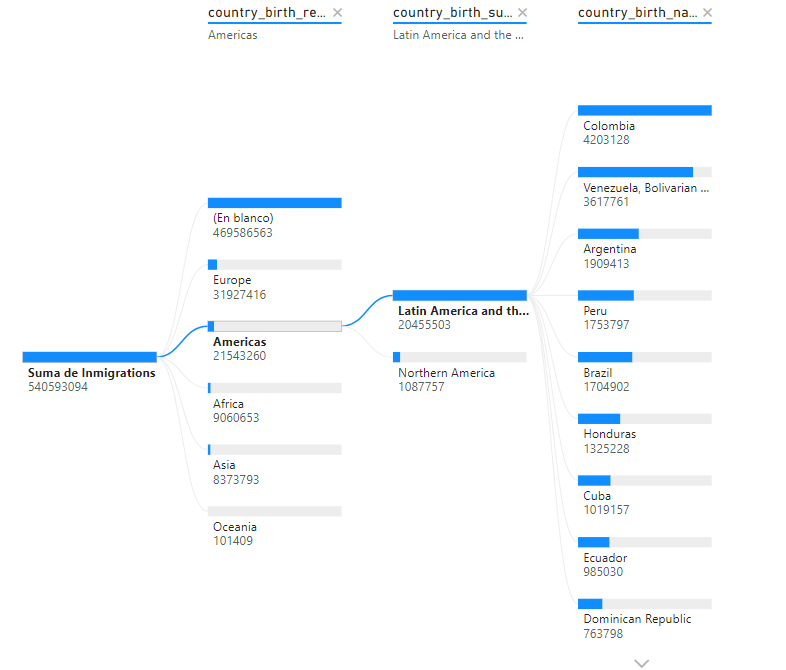 country_birth_re... country_birth_su... country_birth_na...
Americas
Latin America and the ...
Suma de Inmigrations
540593094
(En blanco)
469586563
Europe
31927416
Americas
21543260
Africa
9060653
Asia
8373793
Oceania
101409
Latin America and th...
20455503
Northern America
1087757
Colombia
4203128
Venezuela, Bolivarian ...
3617761
Argentina
1909413
Peru
1753797
Brazil
1704902
Honduras
1325228
Cuba
1019157
Ecuador
985030
Dominican Republic
763798